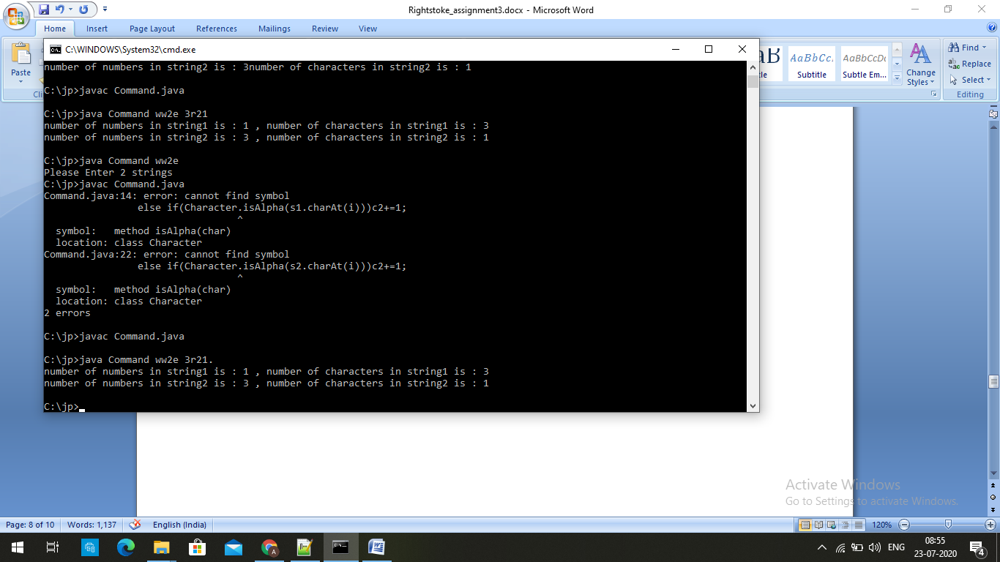 Rightstoke_assignment3.docx - Microsoft Word
Home Insert Page Layout References Mailings Review View
C:\WINDOWS\System32\cmd.exe
Paste
AaBbCc. AaBbCcDc
Subtitle Subtle Em...
Change Styles
Find
Replace
Select
Editing
number of numbers in string2 is : 3number of characters in string2 is : 1
C:\jp>javac Command.java
C:\jp>java Command ww2e 3r21
number of numbers in string1 is : 1 , number of characters in string1 is : 3
number of numbers in string2 is : 3 , number of characters in string2 is : 1
C:\jp>java Command ww2e
Please Enter 2 strings
C:\jp>javac Command.java
Command.java:14: error: cannot find symbol
else if(Character.isAlpha(s1.charAt(i)))c2+=1;
^
symbol: method isAlpha(char)
location: class Character
Command.java:22: error: cannot find symbol
else if(Character.isAlpha(s2.charAt(i)))c2+=1;
^
symbol: method isAlpha(char)
location: class Character
2 errors
C:\jp>javac Command.java
C:\jp>java Command ww2e 3r21.
number of numbers in string1 is : 1 , number of characters in string1 is : 3
number of numbers in string2 is : 3 , number of characters in string2 is : 1
C:\jp>
Activate Windows
Go to Settings to activate Windows.
Page: 8 of 10 Words: 1,137 English (India) 120%
ENG
08:55
23-07-2020
4